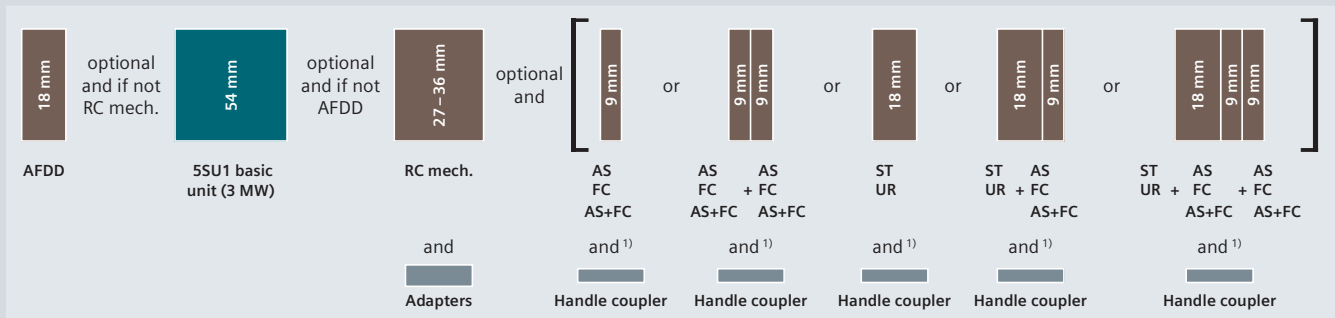 18 mm
optional
and if not
RC mech.
54 mm
optional
and if not
AFDD
27–36 mm
optional
and
9 mm
or
9 mm
9 mm
or
18 mm
or
18 mm
9 mm
or
18 mm
9 mm
9 mm
AFDD
5SU1 basic
unit (3 MW)
RC mech.
AS
FC
AS+FC
AS AS
FC + FC
AS+FC AS+FC
ST
UR
ST AS
UR + FC
AS+FC
ST AS AS
UR + FC + FC
AS+FC AS+FC
and
and 1)
and 1)
and 1)
and 1)
and 1)
Adapters
Handle coupler
Handle coupler
Handle coupler
Handle coupler
Handle coupler